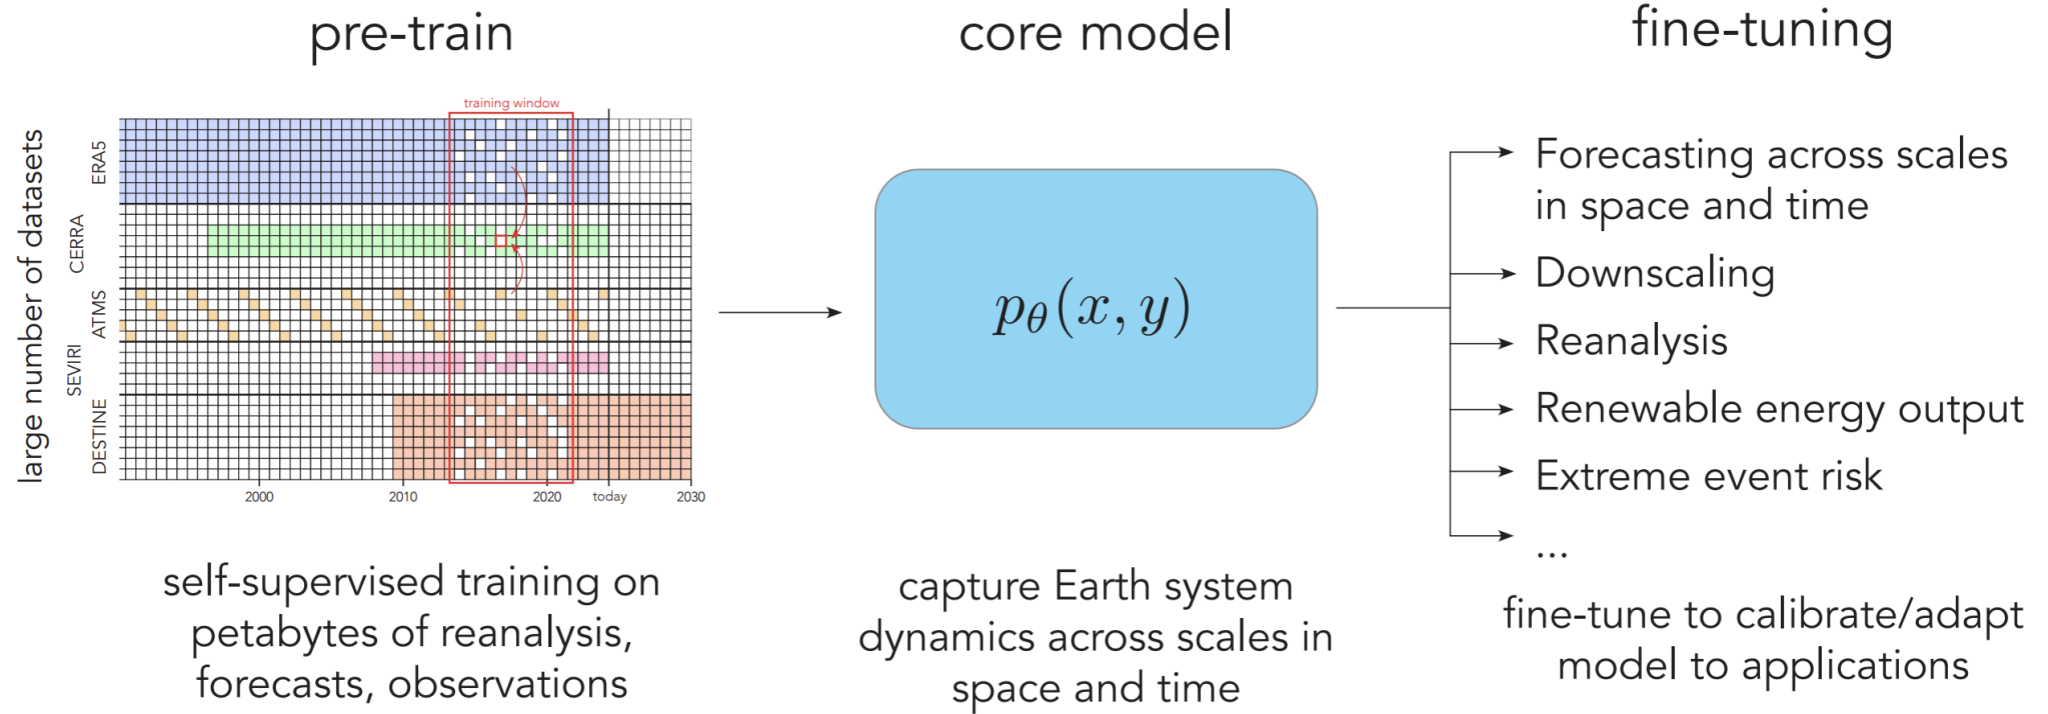 pre-train
core model
fine-tuning
large number of datasets
ERA5
CERRA
ATMS
SEVIRI
DESTINE
training window
2000
2010
2020
today
2030
self-supervised training on
petabytes of reanalysis,
forecasts, observations
pθ(x, y)
capture Earth system
dynamics across scales in
space and time
Forecasting across scales
in space and time
Downscaling
Reanalysis
Renewable energy output
Extreme event risk
...
fine-tune to calibrate/adapt
model to applications